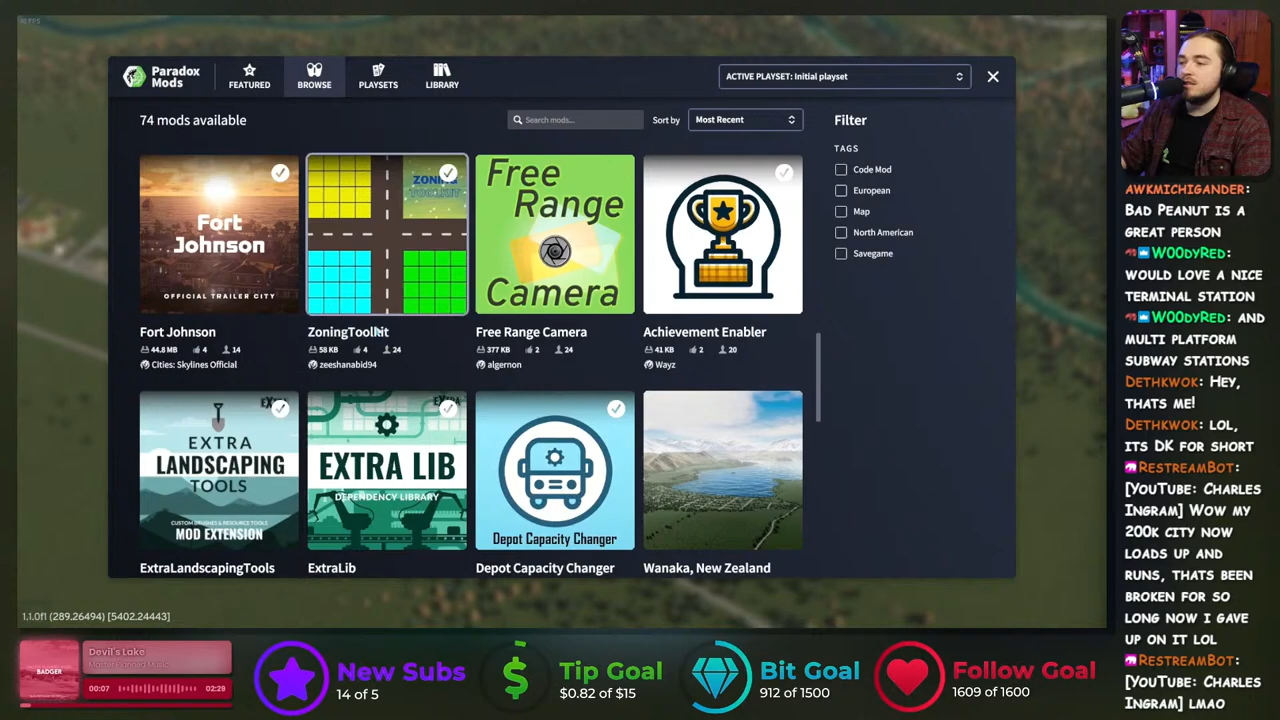 Paradox
Mods
FEATURED
BROWSE
PLAYSETS
LIBRARY
ACTIVE PLAYSET: Initial playset
74 mods available
Search mods...
Sort by
Most Recent
Filter
TAGS
Code Mod
European
Map
North American
Savegame
Fort
Johnson
OFFICIAL TRAILER CITY
Free
Range
Camera
Fort Johnson
44.8 MB 4 14
Cities: Skylines Official
ZoningToolkit
58 KB 4 24
zeeshanabid94
Free Range Camera
377 KB 2 24
algernon
Achievement Enabler
41 KB 2 20
Wayz
EXTRA
LANDSCAPING
TOOLS
CUSTOM BRUSHES & RESOURCE TOOLS
MOD EXTENSION
EXTRA LIB
DEPENDENCY LIBRARY
Depot Capacity Changer
ExtraLandscapingTools
ExtraLib
Depot Capacity Changer
Wanaka, New Zealand
1.1.0f1 (289.26494) [5402.24443]
AWKMICHIGANDER:
BAD PEANUT IS A
GREAT PERSON
W00DYRED:
WOULD LOVE A NICE
TERMINAL STATION
W00DYRED: AND
MULTI PLATFORM
SUBWAY STATIONS
DETHKWOK: HEY,
THATS ME!
DETHKWOK: LOL,
ITS DK FOR SHORT
RESTREAMBOT:
[YOUTUBE: CHARLES
INGRAM] WOW MY
200K CITY NOW
LOADS UP AND
RUNS, THATS BEEN
BROKEN FOR SO
LONG NOW I GAVE
UP ON IT LOL
RESTREAMBOT:
[YOUTUBE: CHARLES
INGRAM] LMAO
BADGER
Devil's Lake
00:07
02:29
New Subs
14 of 5
Tip Goal
$0.82 of $15
Bit Goal
912 of 1500
Follow Goal
1609 of 1600